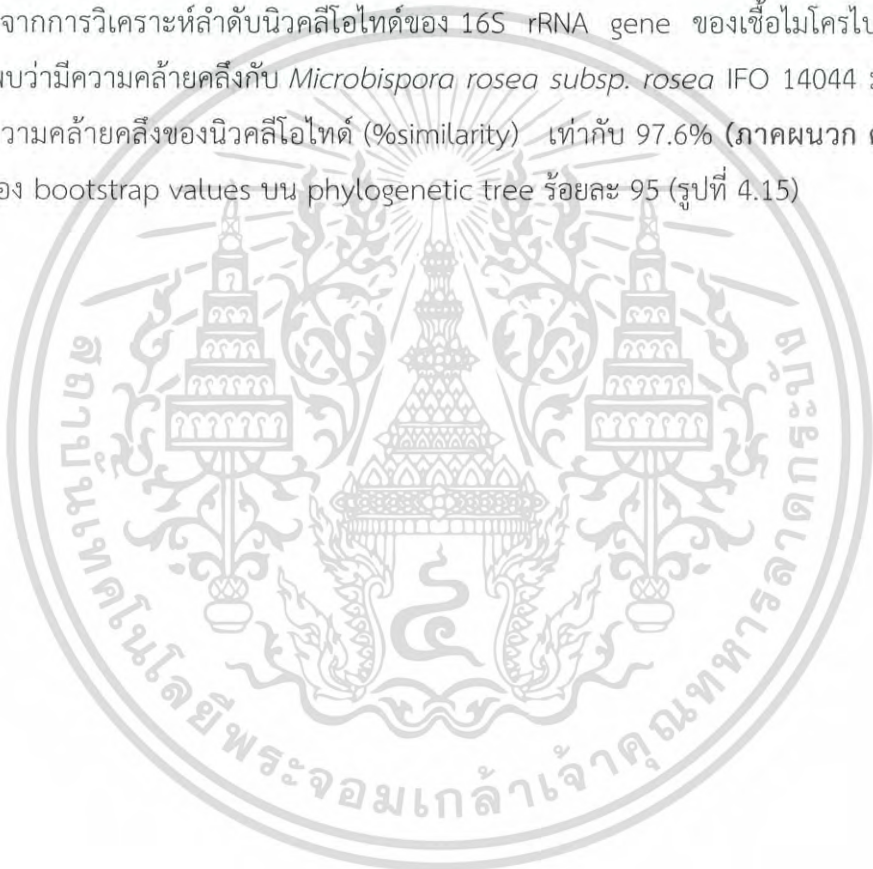 จากการวิเคราะห์ลำดับนิวคลีโอไทด์ของ 16S rRNA gene ของเชื้อไมโครไบ
พบว่ามีความคล้ายคลึงกับ Microbispora rosea subsp. rosea IFO 14044
ความคล้ายคลึงของนิวคลีโอไทด์ (%similarity) เท่ากับ 97.6% (ภาคผนวก
ของ bootstrap values บน phylogenetic tree ร้อยละ 95 (รูปที่ 4.15)
สถาบันเทคโนโลยีพระจอมเกล้าเจ้าคุณทหารลาดกระบัง